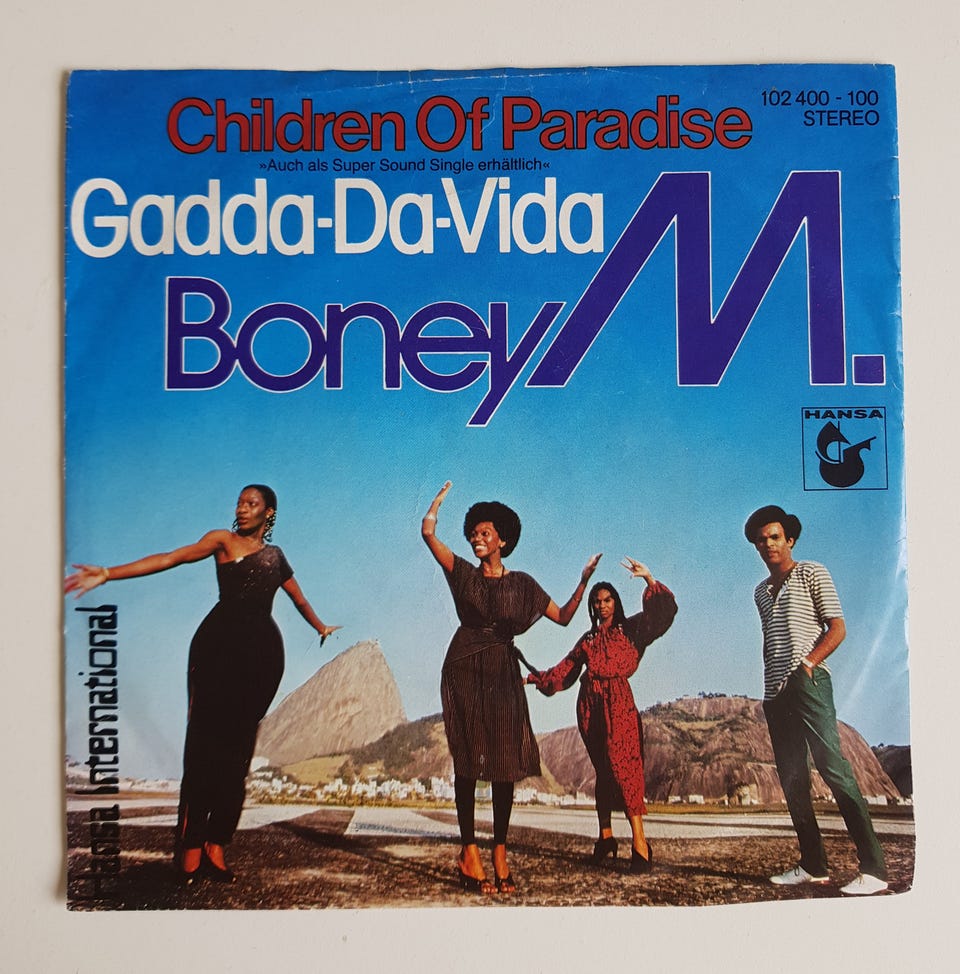 Children Of Paradise
102 400 - 100
STEREO
»Auch als Super Sound Single erhältlich«
Gadda-Da-Vida
Boney M.
HANSA
Hansa International